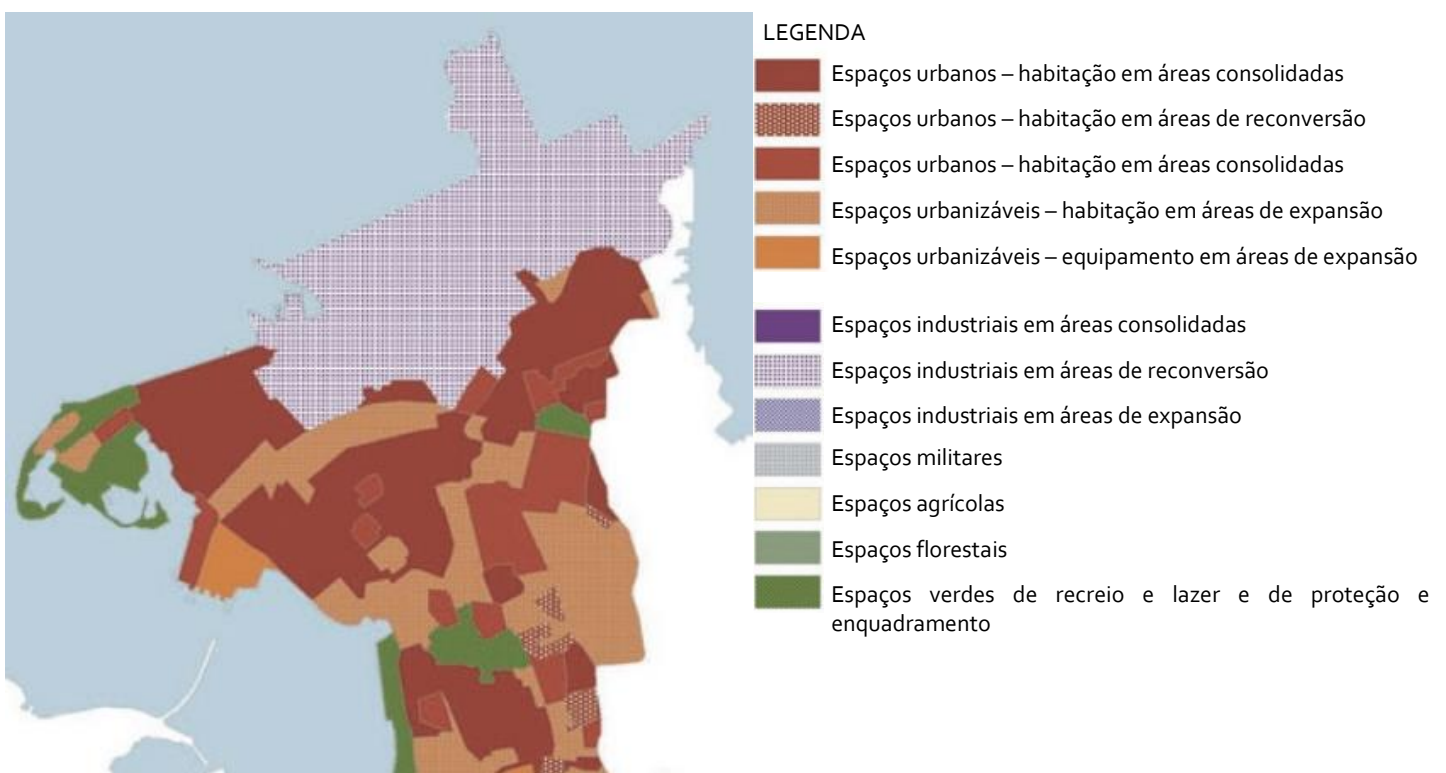 LEGENDA
Espaços urbanos – habitação em áreas consolidadas
Espaços urbanos – habitação em áreas de reconversão
Espaços urbanos – habitação em áreas consolidadas
Espaços urbanizáveis – habitação em áreas de expansão
Espaços urbanizáveis – equipamento em áreas de expansão
Espaços industriais em áreas consolidadas
Espaços industriais em áreas de reconversão
Espaços industriais em áreas de expansão
Espaços militares
Espaços agrícolas
Espaços florestais
Espaços verdes de recreio e lazer e de proteção e
enquadramento